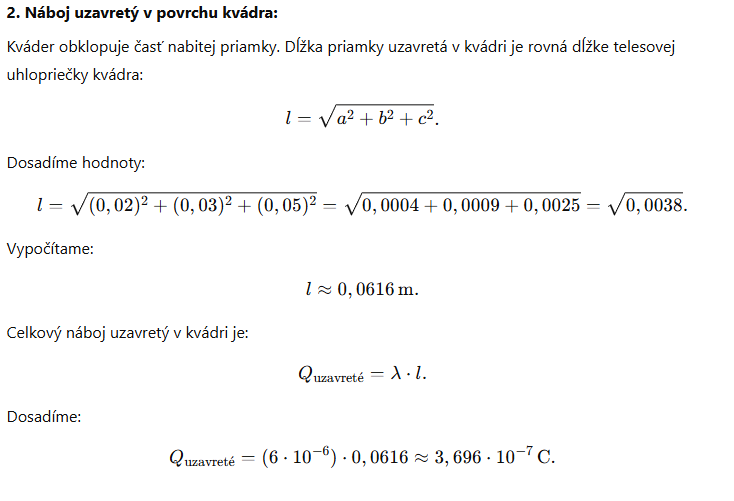 2. Náboj uzavretý v povrchu kvádra:
Kváder obklopuje časť nabitej priamky. Dĺžka priamky uzavretá v kvádri je rovná dĺžke telesovej
uhlopriečky kvádra:
l = √(a² + b² + c²).
Dosadíme hodnoty:
l = √((0,02)² + (0,03)² + (0,05)²) = √(0,0004 + 0,0009 + 0,0025) = √(0,0038).
Vypočítame:
l ≈ 0,0616 m.
Celkový náboj uzavretý v kvádri je:
Q_uzavreté = λ · l.
Dosadíme:
Q_uzavreté = (6 · 10⁻⁶) · 0,0616 ≈ 3,696 · 10⁻⁷ C.